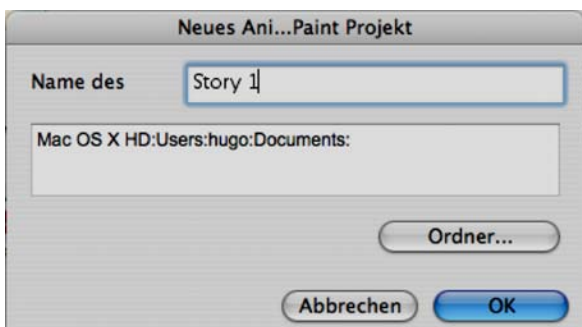 Neues Ani...Paint Projekt
Name des Story 1
Mac OS X HD:Users:hugo:Documents:
Ordner...
Abbrechen OK